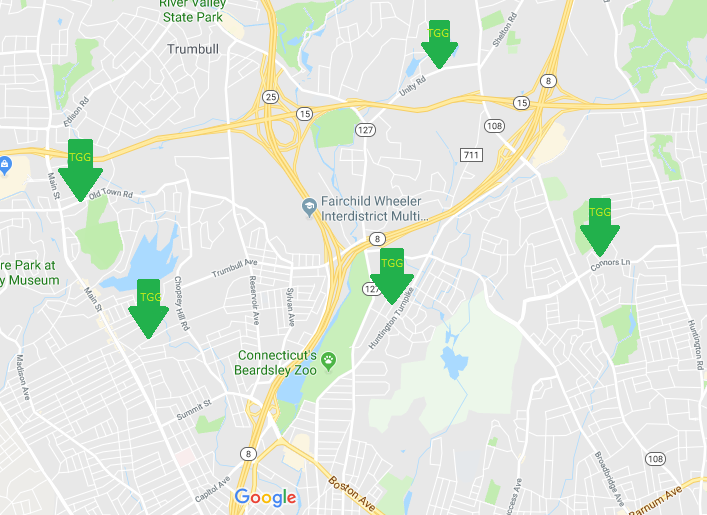 River Valley
State Park
Trumbull
TGG
Shelton Rd
Unity Rd
8
25
15
15
Edison Rd
127
108
711
TGG
Main St
Old Town Rd
Fairchild Wheeler
Interdistrict Multi...
TGG
8
Connors Ln
re Park at
y Museum
Trumbull Ave
TGG
127
TGG
Main St
Chopsey Hill Rd
Reservoir Ave
Sylvan Ave
Huntington Turnpike
Huntington Rd
Connecticut's
Beardsley Zoo
Madison Ave
Summit St
8
108
Capitol Ave
Google
Boston Ave
Broadbridge Ave
ccess Ave
Barnum Ave